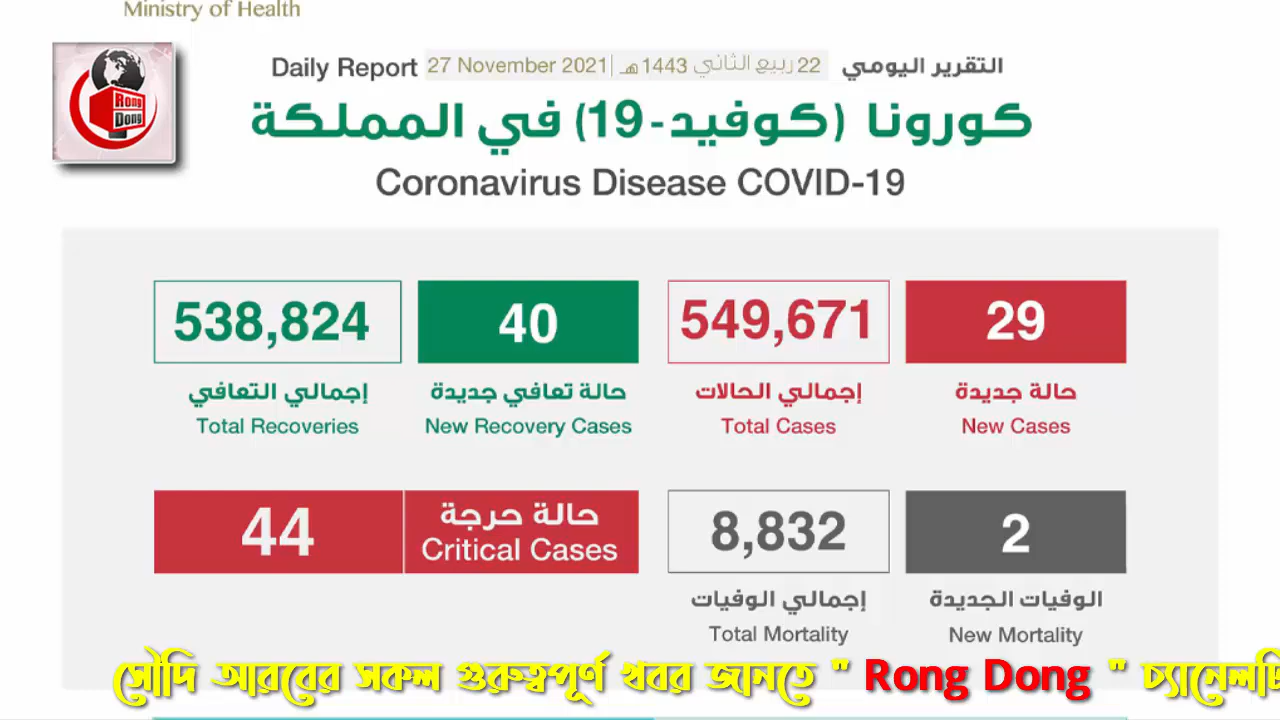 Ministry of Health
Rong
Dong
Daily Report 27 November 2021 | 22 ربيع الثاني 1443هـ التقرير اليومي
كورونا (كوفيد-19) في المملكة
Coronavirus Disease COVID-19
538,824 40 549,671 29
إجمالي التعافي حالة تعافي جديدة إجمالي الحالات حالة جديدة
Total Recoveries New Recovery Cases Total Cases New Cases
44 حالة حرجة 8,832 2
Critical Cases
إجمالي الوفيات الوفيات الجديدة
Total Mortality New Mortality
সৌদি আরবের সকল গুরুত্বপূর্ণ খবর জানতে " Rong Dong " চ্যানেলটি